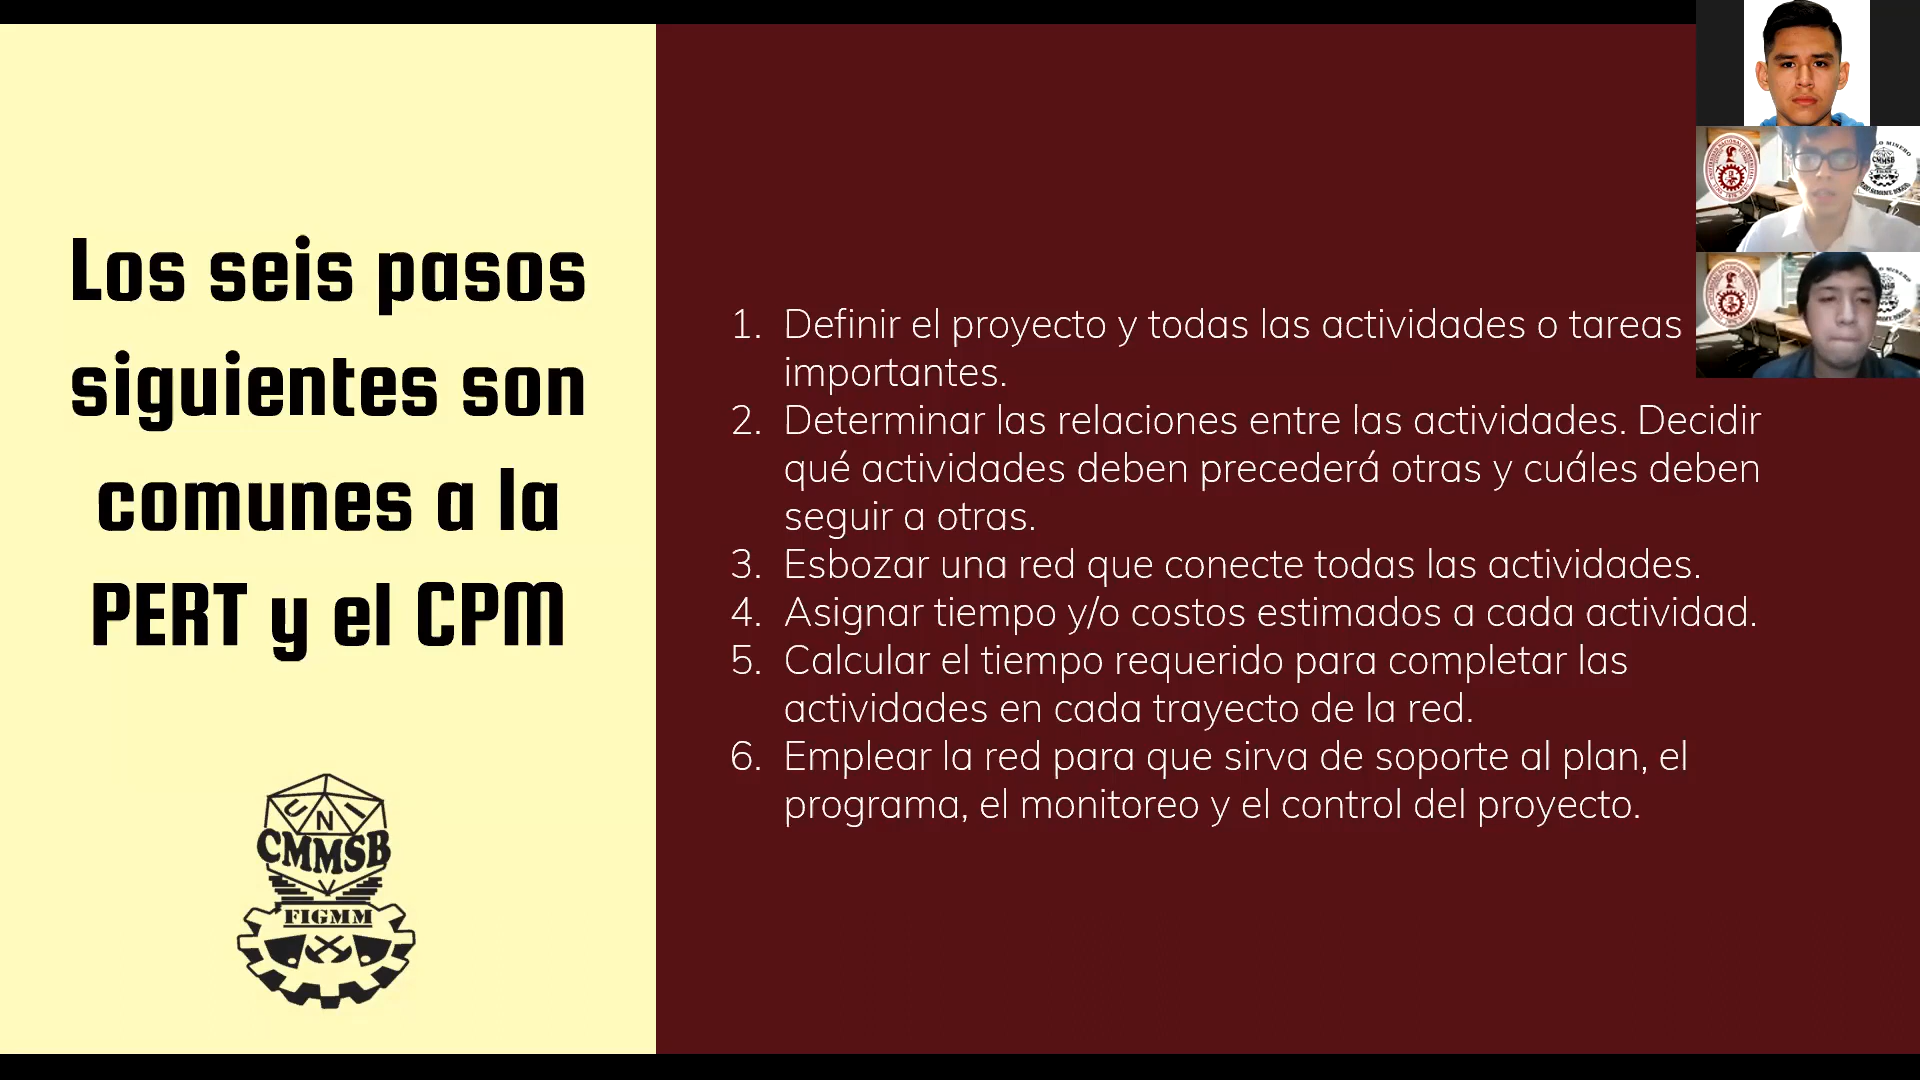 Los seis pasos
siguientes son
comunes a la
PERT y el CPM
UNI
CMMSB
FIGMM
1. Definir el proyecto y todas las actividades o tareas
importantes.
2. Determinar las relaciones entre las actividades. Decidir
qué actividades deben precederá otras y cuáles deben
seguir a otras.
3. Esbozar una red que conecte todas las actividades.
4. Asignar tiempo y/o costos estimados a cada actividad.
5. Calcular el tiempo requerido para completar las
actividades en cada trayecto de la red.
6. Emplear la red para que sirva de soporte al plan, el
programa, el monitoreo y el control del proyecto.
CMMSB